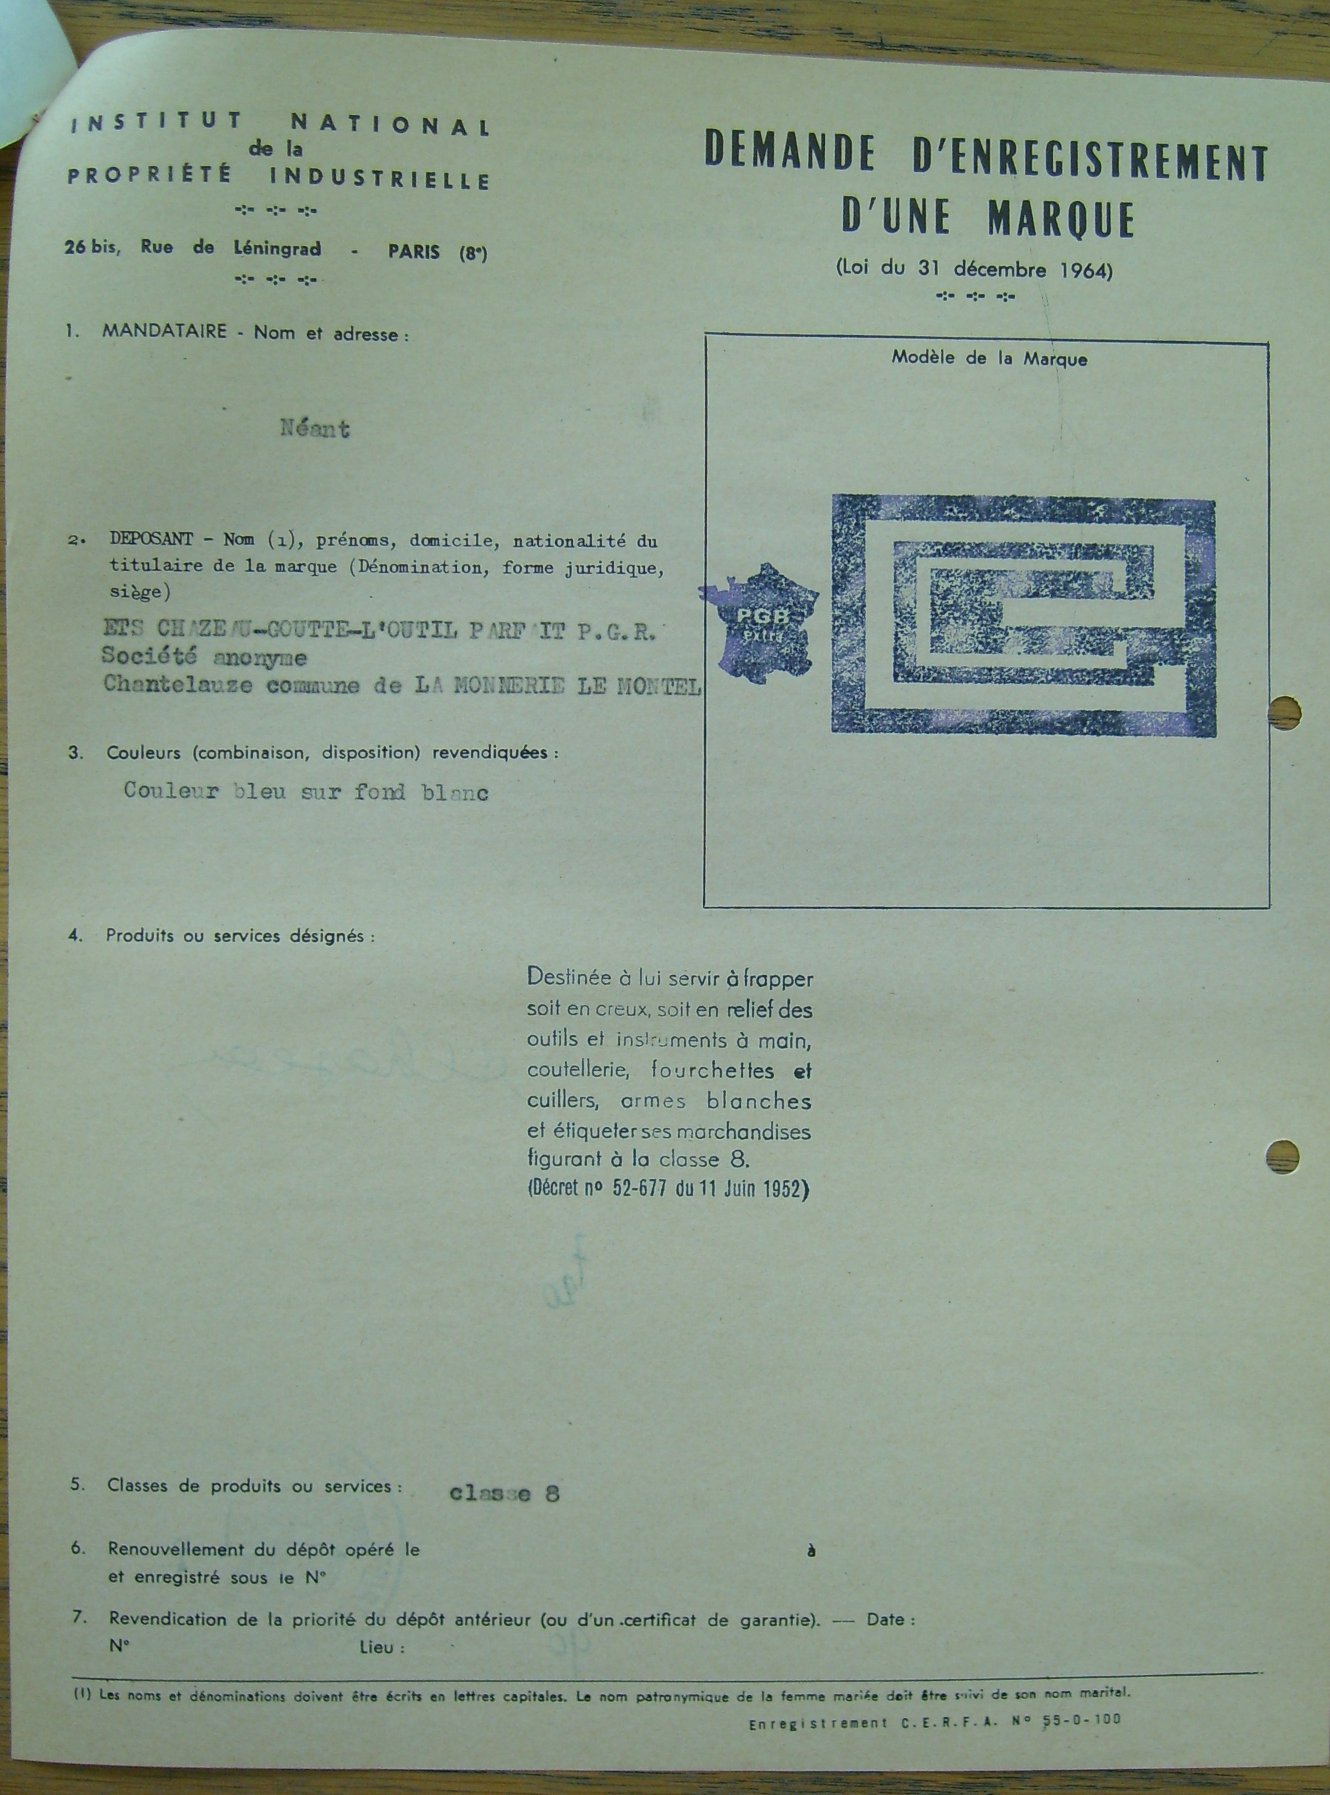 INSTITUT NATIONAL
de la
PROPRIÉTÉ INDUSTRIELLE
26 bis, Rue de Léningrad - PARIS (8e)
DEMANDE D'ENREGISTREMENT
D'UNE MARQUE
(Loi du 31 décembre 1964)
1. MANDATAIRE - Nom et adresse :
Néant
Modèle de la Marque
PGB
extra
2. DEPOSANT - Nom (1), prénoms, domicile, nationalité du
titulaire de la marque (Dénomination, forme juridique,
siège)
ETS CHAZEAU-GOUTTE-L'OUTIL PARFAIT P.G.R.
Société anonyme
Chantelauze commune de LA MONNERIE LE MONTEL
3. Couleurs (combinaison, disposition) revendiquées :
Couleur bleu sur fond blanc
4. Produits ou services désignés :
Destinée à lui servir à frapper
soit en creux, soit en relief des
outils et instruments à main,
coutellerie, fourchettes et
cuillers, armes blanches
et étiqueter ses marchandises
figurant à la classe 8.
(Décret nº 52-677 du 11 Juin 1952)
5. Classes de produits ou services : classe 8
6. Renouvellement du dépôt opéré le à
et enregistré sous le N°
7. Revendication de la priorité du dépôt antérieur (ou d'un certificat de garantie). — Date :
N° Lieu :
(1) Les noms et dénominations doivent être écrits en lettres capitales. Le nom patronymique de la femme mariée doit être suivi de son nom marital.
Enregistrement C.E.R.F.A. N° 55-0-100